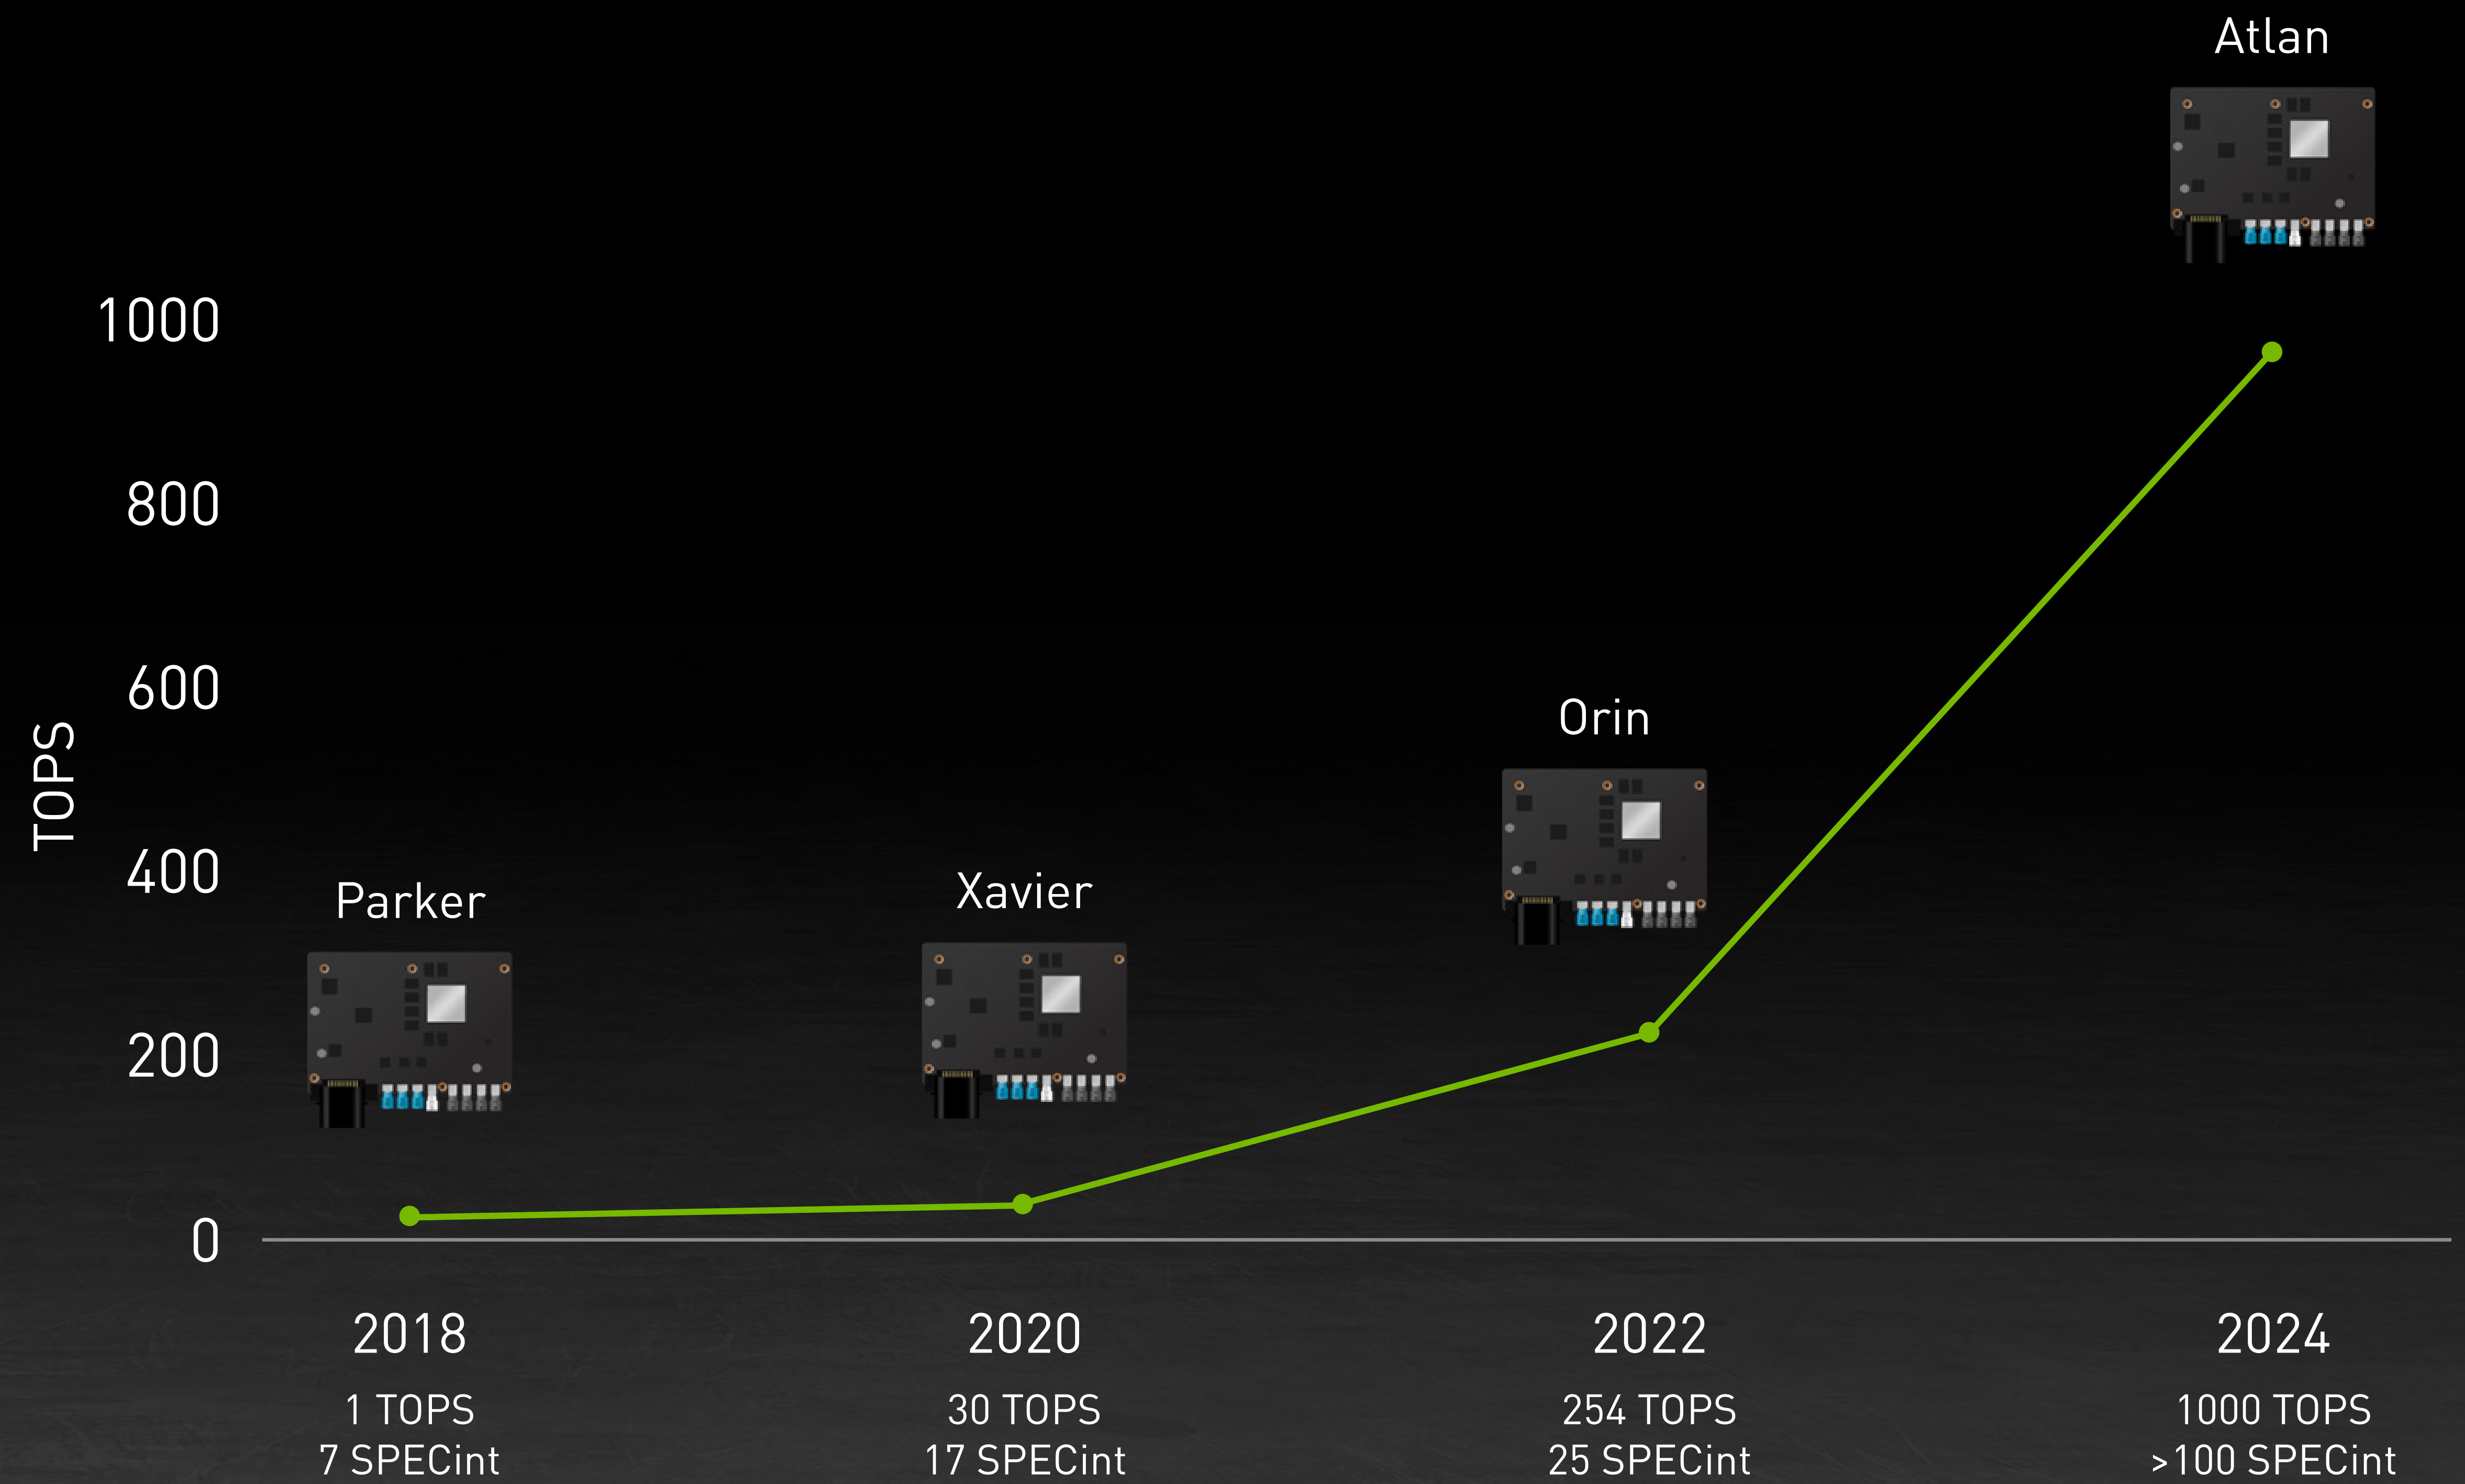 Atlan
1000
800
600
Orin
TOPS
400
Xavier
Parker
200
0
2018
2020
2022
2024
1 TOPS
30 TOPS
254 TOPS
1000 TOPS
7 SPECint
17 SPECint
25 SPECint
>100 SPECint